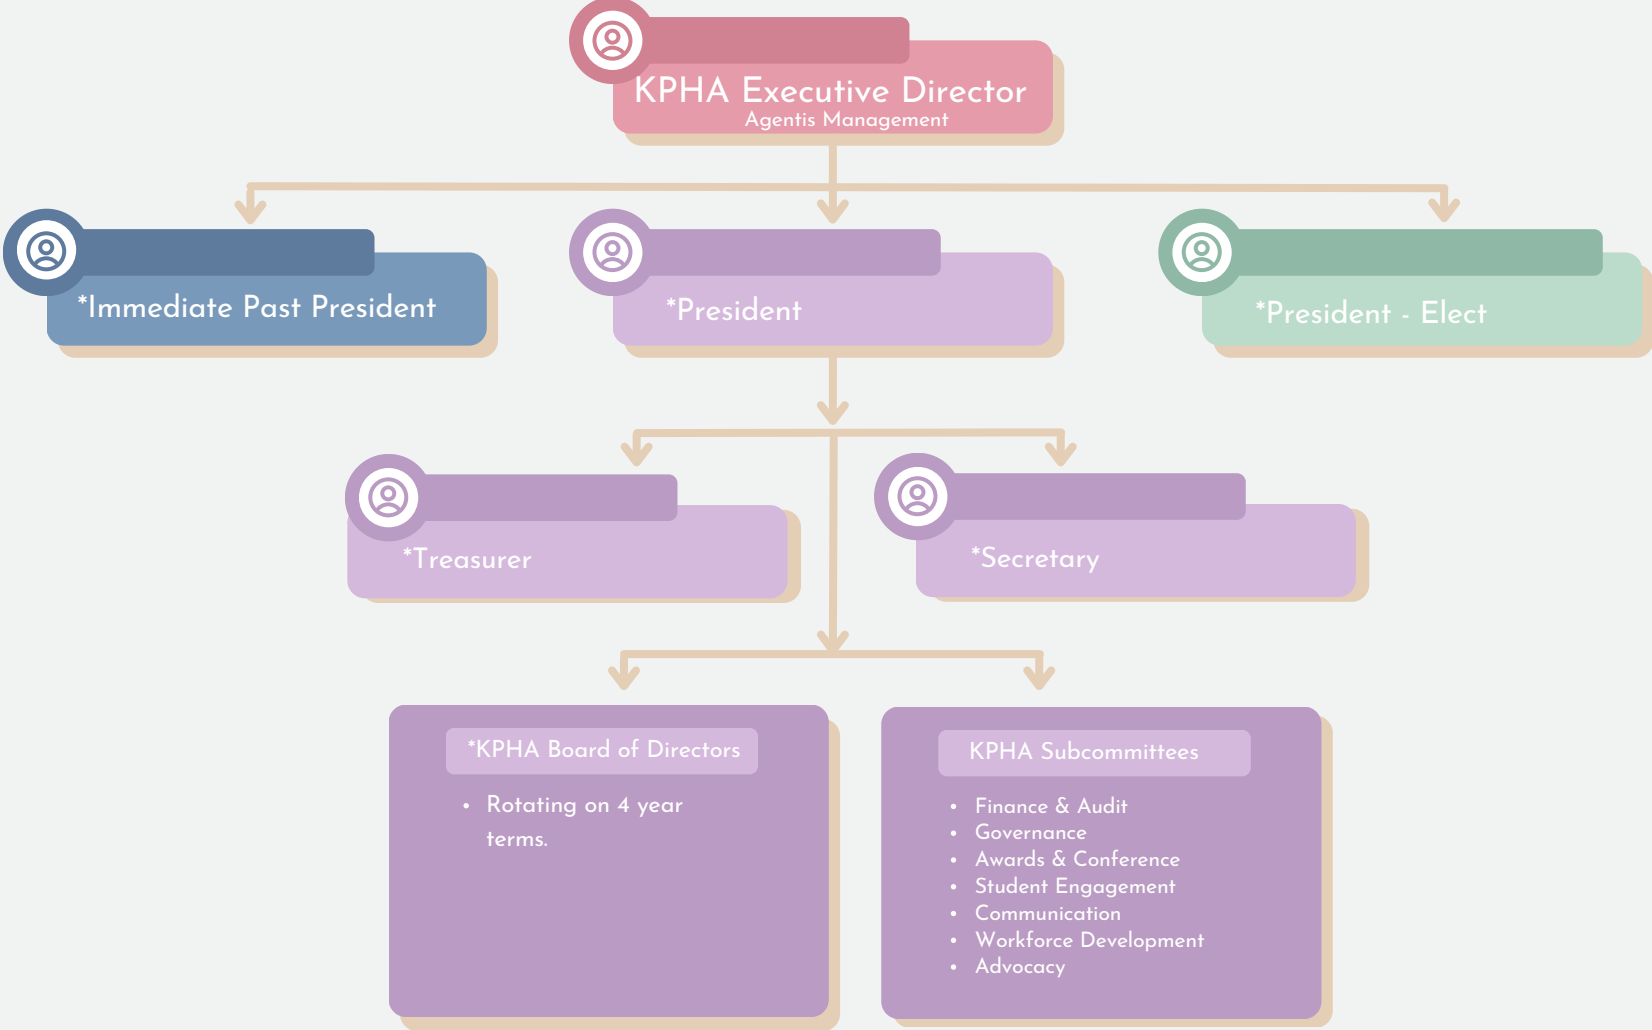 KPHA Executive Director
Agentis Management
*Immediate Past President
*President
*President - Elect
*Treasurer
*Secretary
*KPHA Board of Directors
• Rotating on 4 year
terms.
KPHA Subcommittees
• Finance & Audit
• Governance
• Awards & Conference
• Student Engagement
• Communication
• Workforce Development
• Advocacy